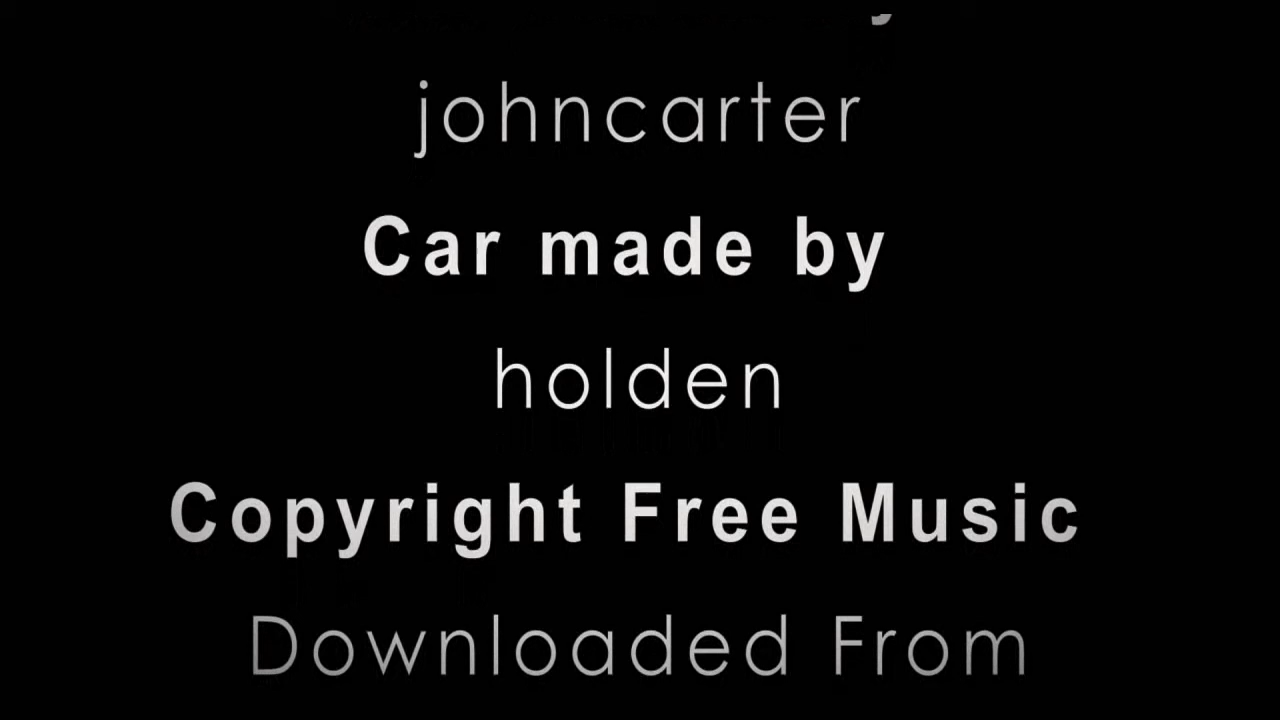 johncarter
Car made by
holden
Copyright Free Music
Downloaded From